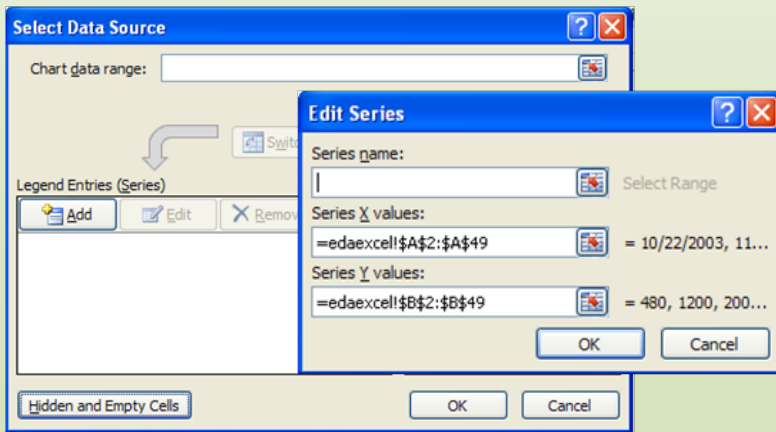 Select Data Source
Chart data range:
Edit Series
Series name:
Select Range
Legend Entries (Series)
Add
Edit
Series X values:
=edaexcel!$A$2:$A$49
= 10/22/2003, 11...
Series Y values:
=edaexcel!$B$2:$B$49
= 480, 1200, 200...
OK
Cancel
Hidden and Empty Cells
OK
Cancel